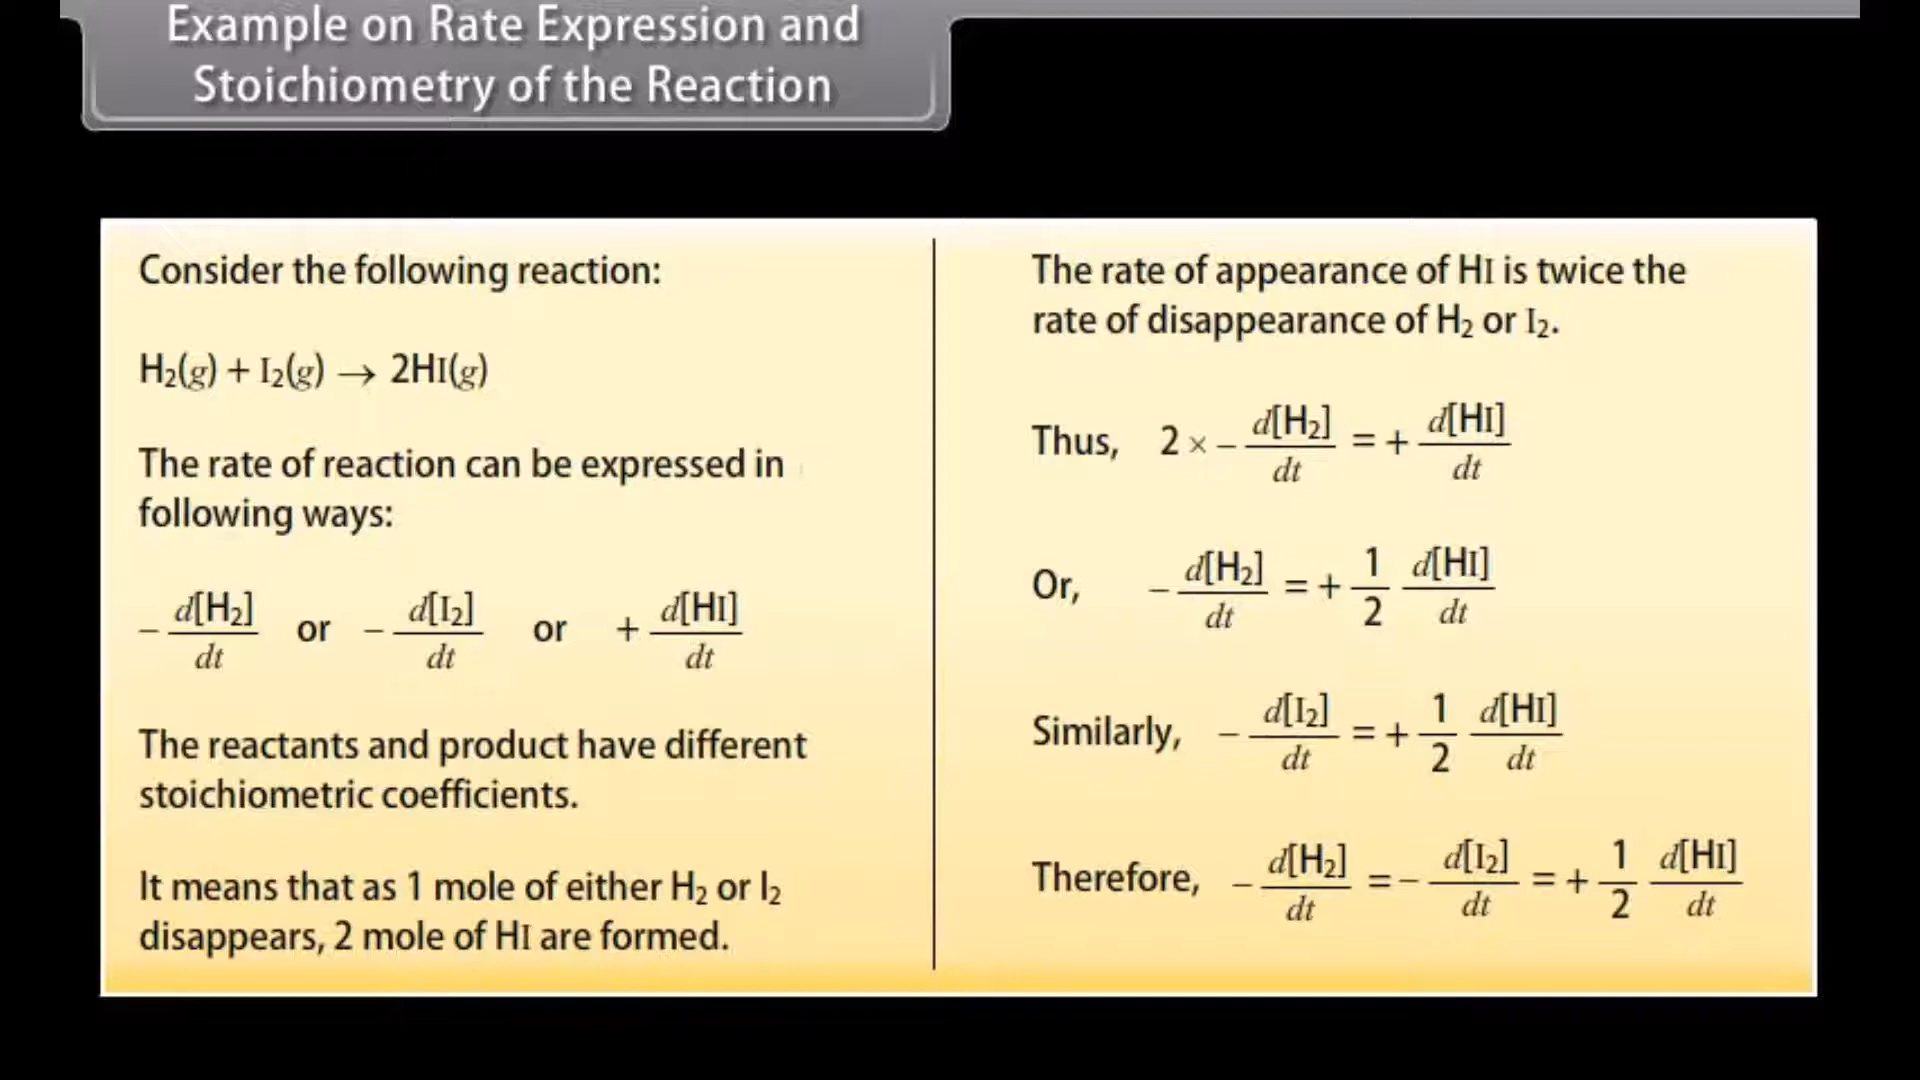 Example on Rate Expression and
Stoichiometry of the Reaction
Consider the following reaction:
H₂(g) + I₂(g) → 2HI(g)
The rate of reaction can be expressed in
following ways:
− d[H₂]/dt or − d[I₂]/dt or + d[HI]/dt
The reactants and product have different
stoichiometric coefficients.
It means that as 1 mole of either H₂ or I₂
disappears, 2 mole of HI are formed.
The rate of appearance of HI is twice the
rate of disappearance of H₂ or I₂.
Thus, 2 × − d[H₂]/dt = + d[HI]/dt
Or, − d[H₂]/dt = + 1/2 d[HI]/dt
Similarly, − d[I₂]/dt = + 1/2 d[HI]/dt
Therefore, − d[H₂]/dt = − d[I₂]/dt = + 1/2 d[HI]/dt